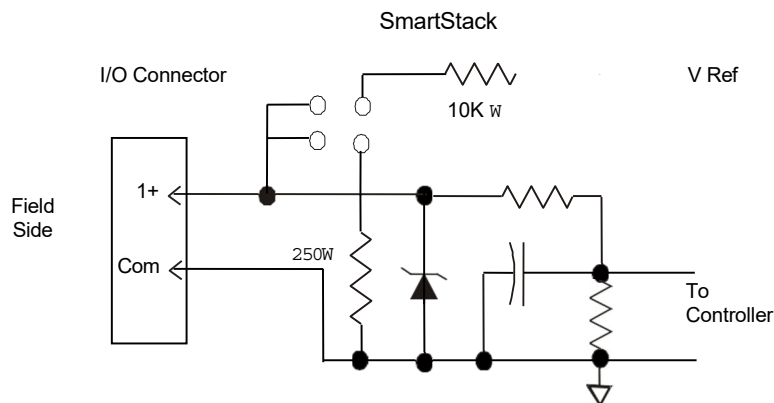 SmartStack
I/O Connector
V Ref
10K W
1+
Field
Side
250W
Com
To
Controller